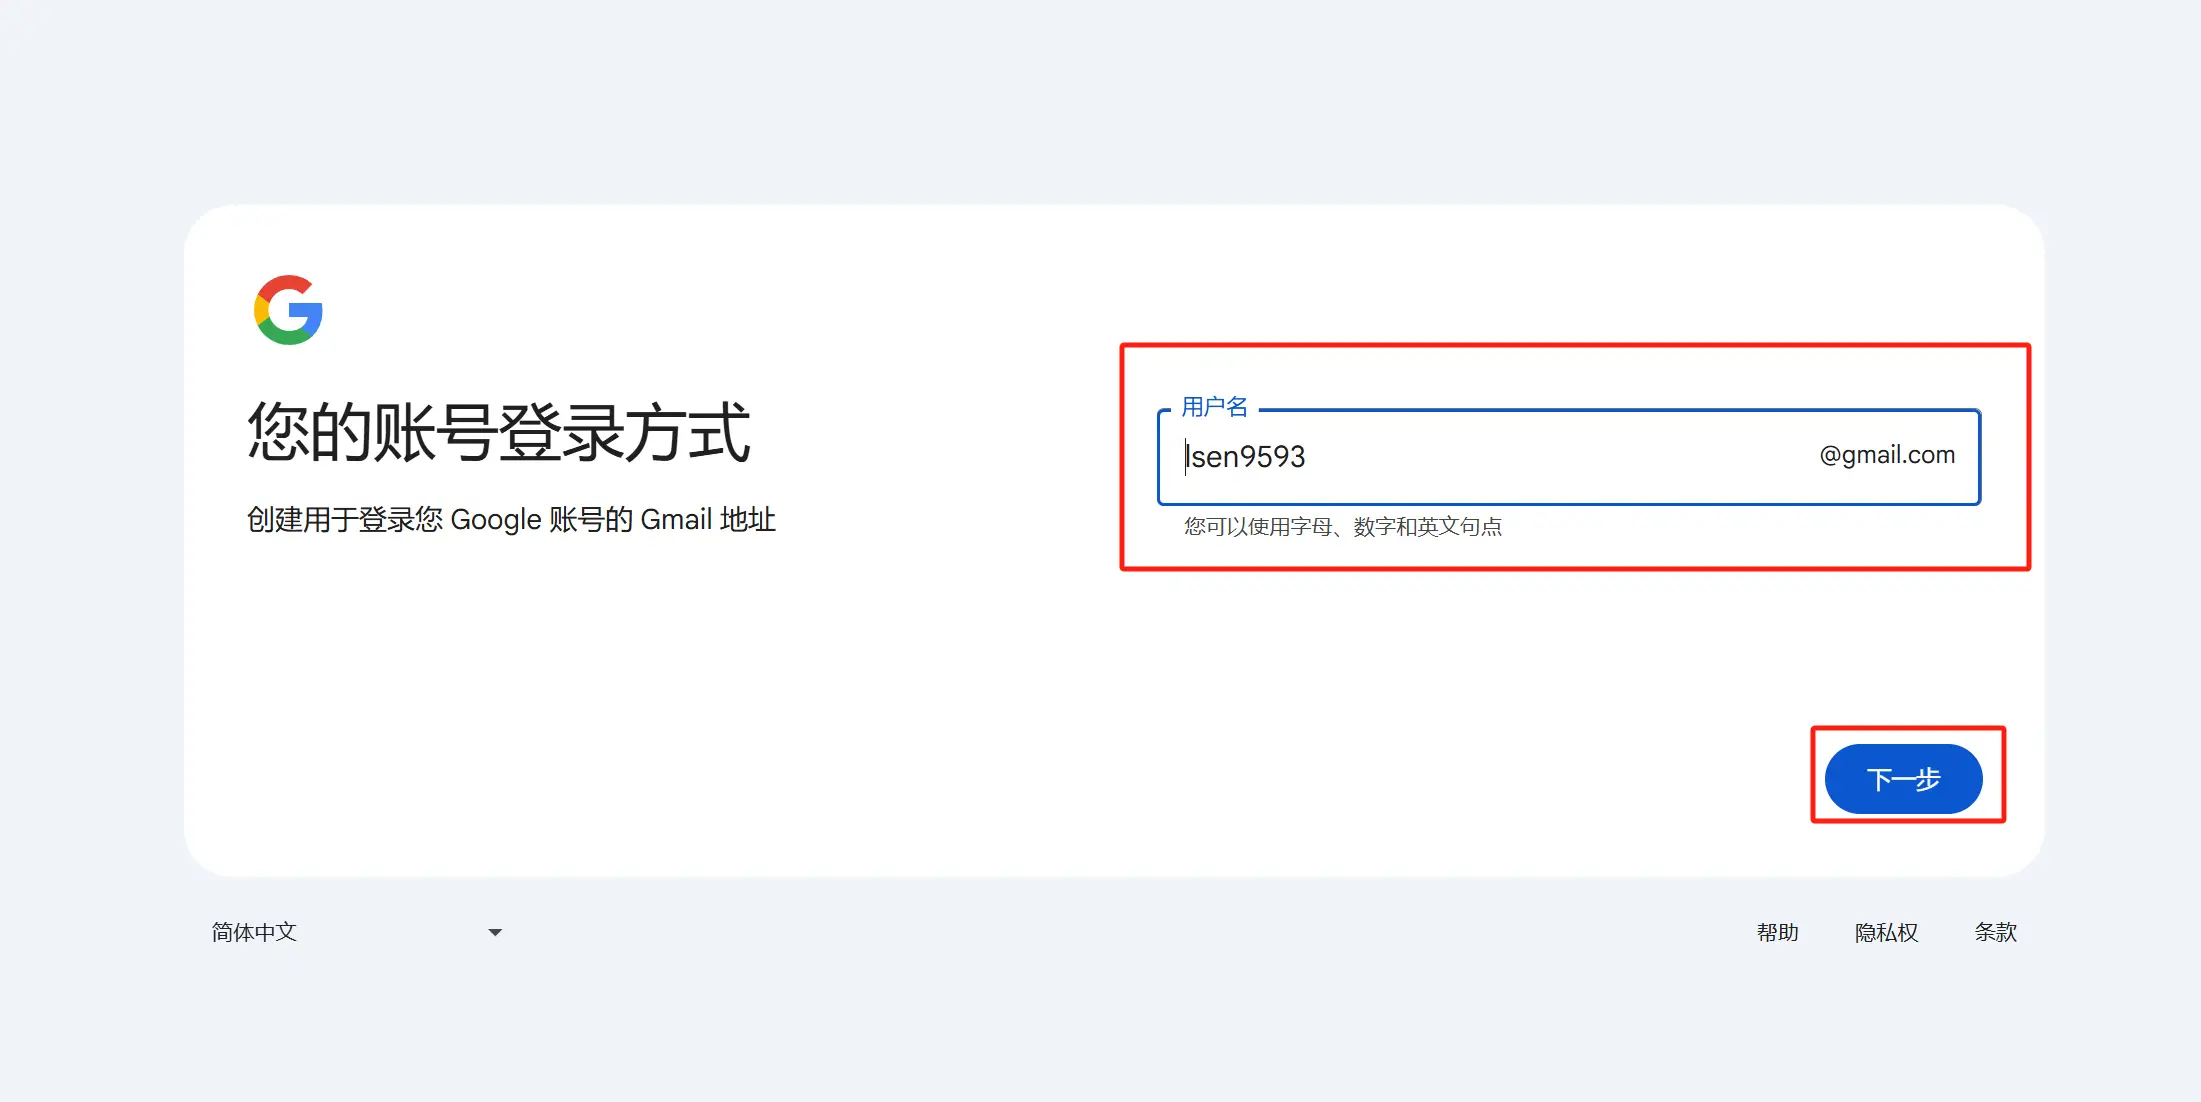 您的账号登录方式
创建用于登录您 Google 账号的 Gmail 地址
用户名
lsen9593
@gmail.com
您可以使用字母、数字和英文句点
下一步
简体中文
帮助
隐私权
条款